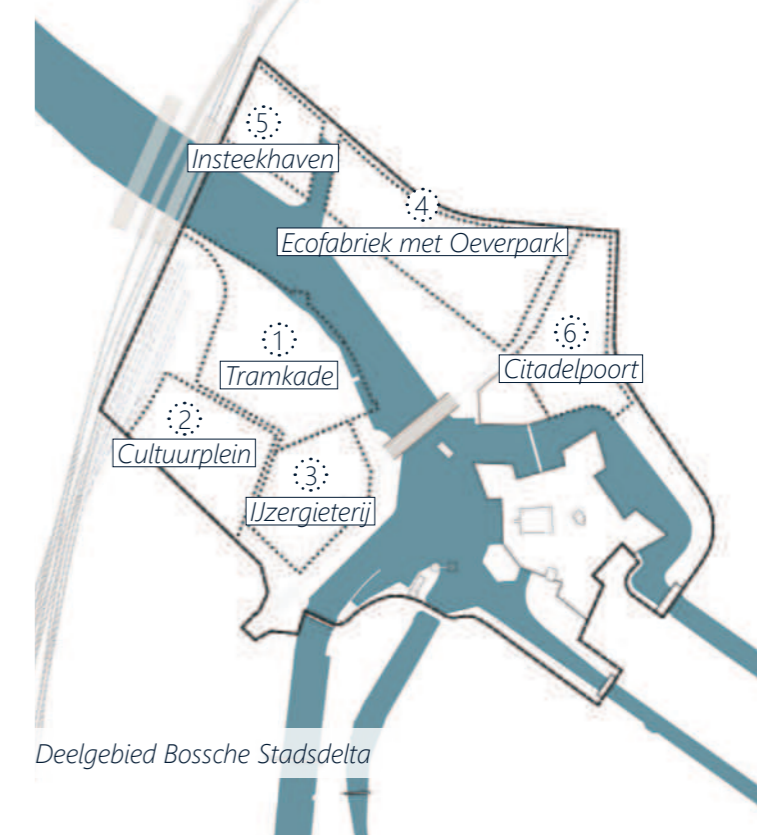 5
Insteekhaven
4
Ecofabriek met Oeverpark
1
Tramkade
6
Citadelpoort
2
Cultuurplein
3
IJzergieterij
Deelgebied Bossche Stadsdelta